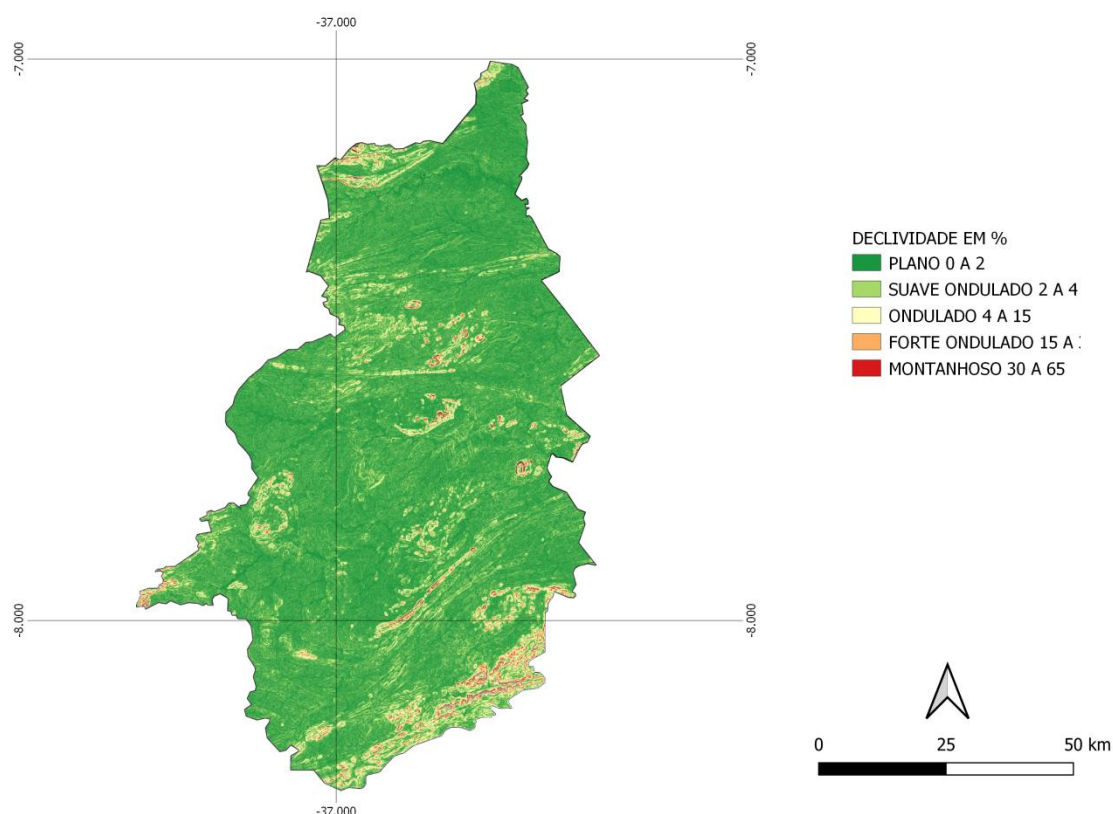 -37.000
-7.000
-7.000
DECLIVIDADE EM %
PLANO 0 A 2
SUAVE ONDULADO 2 A 4
ONDULADO 4 A 15
FORTE ONDULADO 15 A
MONTANHOSO 30 A 65
-8.000
-8.000
0 25 50 km
-37.000